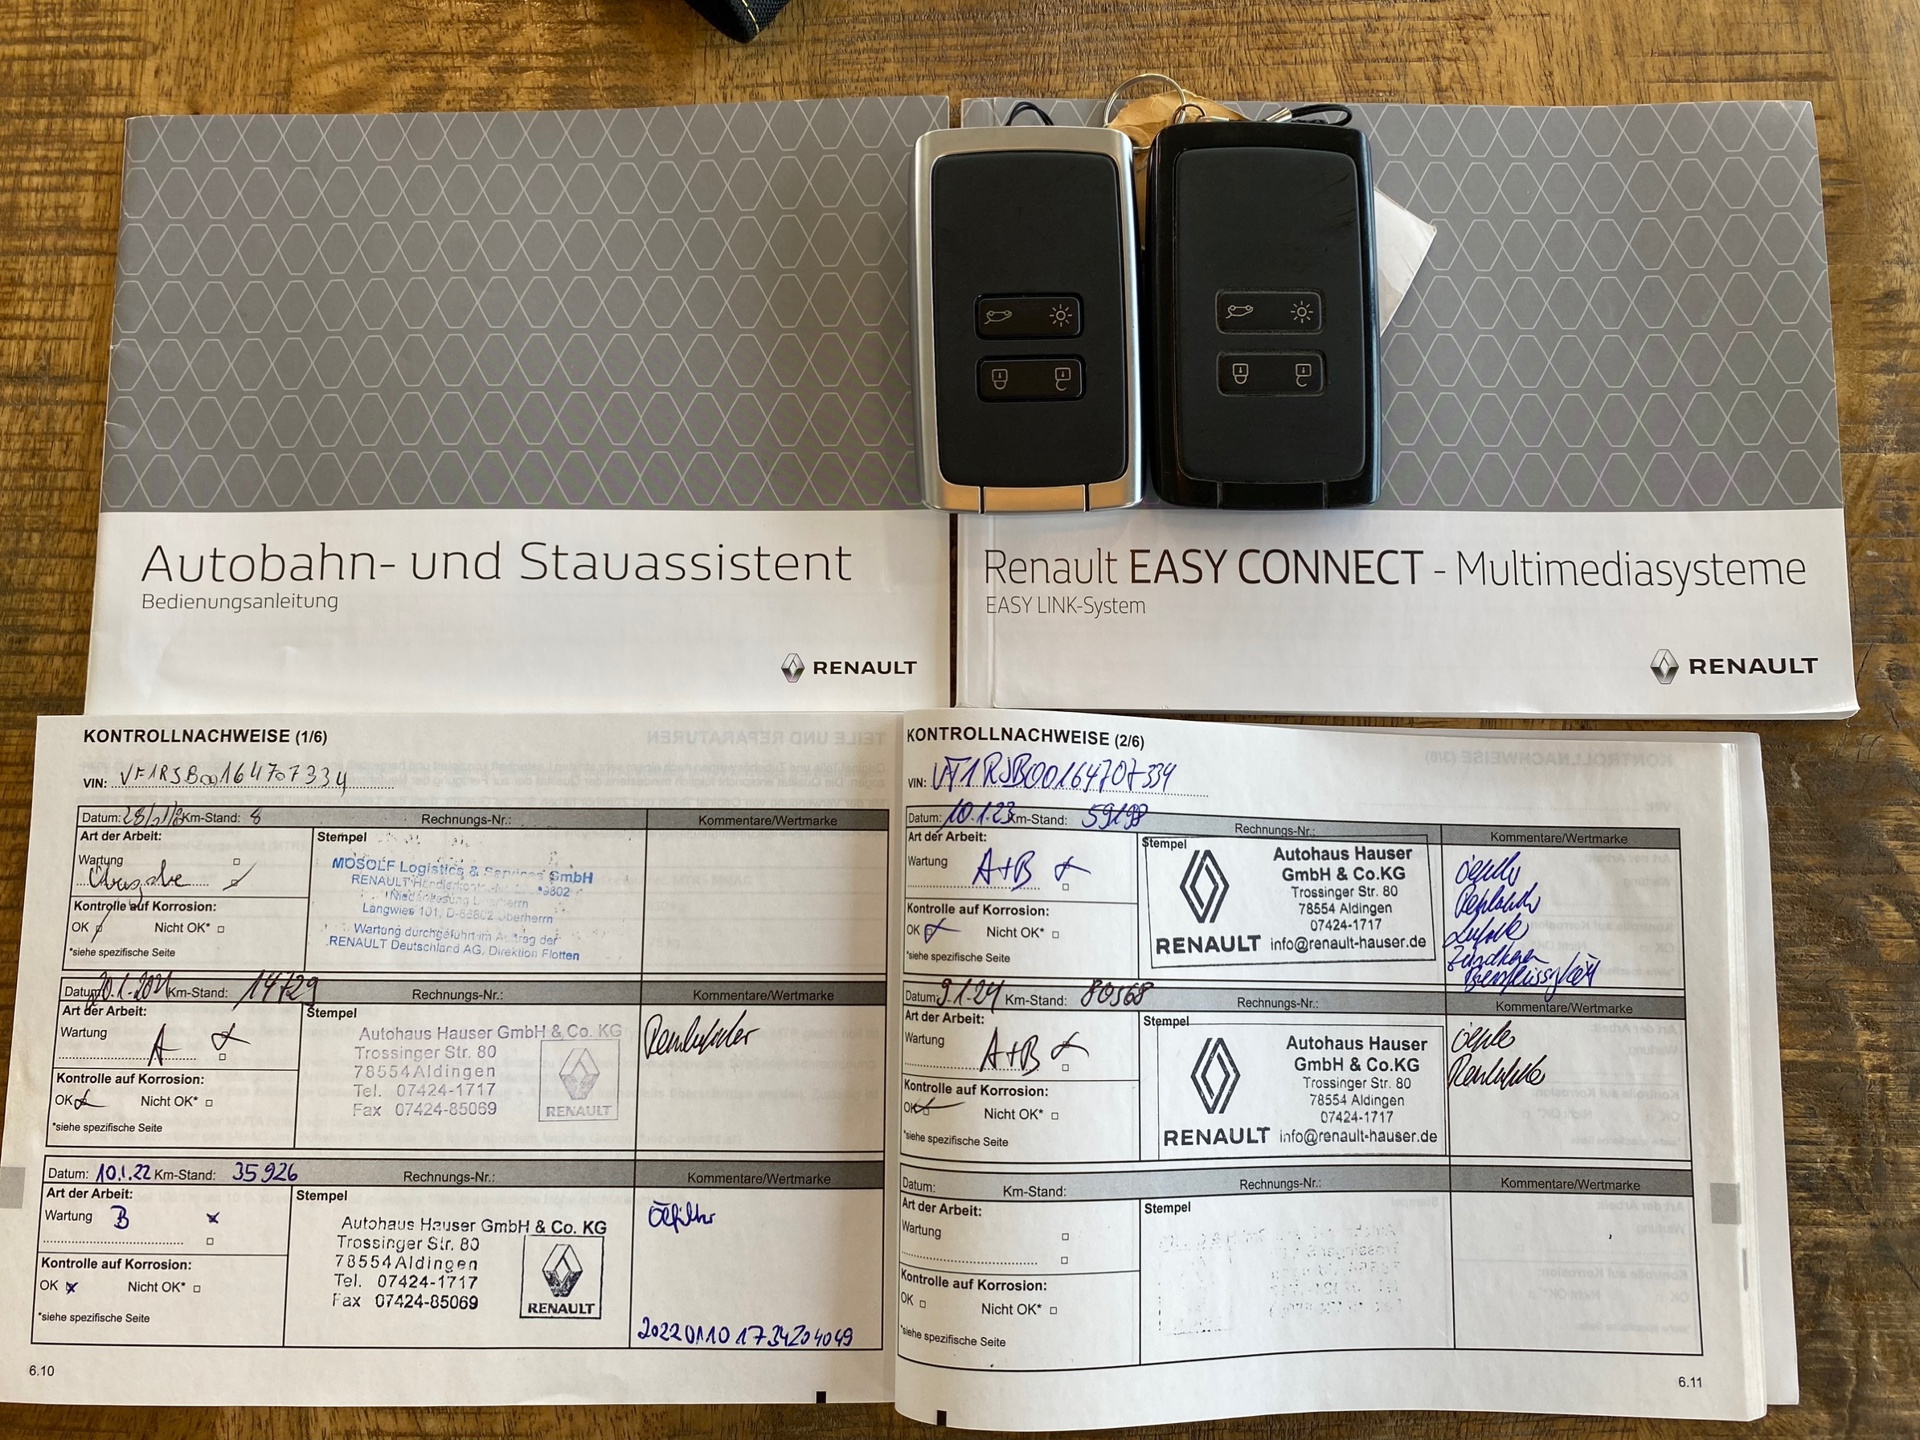 Autobahn- und Stauassistent
Bedienungsanleitung
RENAULT
Renault EASY CONNECT - Multimediasysteme
EASY LINK-System
RENAULT
KONTROLLNACHWEISE (1/6)
VIN: VF1RJB00164707334
Datum: Km-Stand: 8 Rechnungs-Nr.: Kommentare/Wertmarke
Art der Arbeit:
Wartung
Kontrolle auf Korrosion:
OK Nicht OK*
*siehe spezifische Seite
Stempel
MOSOLF Logistics & Services GmbH
RENAULT
Langwies 101, D-66802 Überherrn
Wartung durchgeführt im Auftrag der
RENAULT Deutschland AG, Direktion Flotten
Datum: 20.1.2021 Km-Stand: 14729 Rechnungs-Nr.: Kommentare/Wertmarke
Art der Arbeit:
Wartung A
Kontrolle auf Korrosion:
OK Nicht OK*
*siehe spezifische Seite
Stempel
Autohaus Hauser GmbH & Co. KG
Trossinger Str. 80
78554 Aldingen
Tel. 07424-1717
Fax 07424-85069
RENAULT
Datum: 10.1.22 Km-Stand: 35926 Rechnungs-Nr.: Kommentare/Wertmarke
Art der Arbeit:
Wartung B
Kontrolle auf Korrosion:
OK Nicht OK*
*siehe spezifische Seite
Stempel
Autohaus Hauser GmbH & Co. KG
Trossinger Str. 80
78554 Aldingen
Tel. 07424-1717
Fax 07424-85069
RENAULT
Ölfilter
20220110 1734204049
6.10
KONTROLLNACHWEISE (2/6)
VIN: VF1RJB00164707334
Datum: 10.1.23 Km-Stand: 59198 Rechnungs-Nr.: Kommentare/Wertmarke
Art der Arbeit:
Wartung A+B
Kontrolle auf Korrosion:
OK Nicht OK*
*siehe spezifische Seite
Stempel
Autohaus Hauser
GmbH & Co.KG
Trossinger Str. 80
78554 Aldingen
07424-1717
RENAULT info@renault-hauser.de
Ölfilter
Bremsflüssigkeit
Datum: 9.1.24 Km-Stand: 80568 Rechnungs-Nr.: Kommentare/Wertmarke
Art der Arbeit:
Wartung A+B
Kontrolle auf Korrosion:
OK Nicht OK*
*siehe spezifische Seite
Stempel
Autohaus Hauser
GmbH & Co.KG
Trossinger Str. 80
78554 Aldingen
07424-1717
RENAULT info@renault-hauser.de
Datum: Km-Stand: Rechnungs-Nr.: Kommentare/Wertmarke
Art der Arbeit:
Wartung
Kontrolle auf Korrosion:
OK Nicht OK*
*siehe spezifische Seite
Stempel
6.11